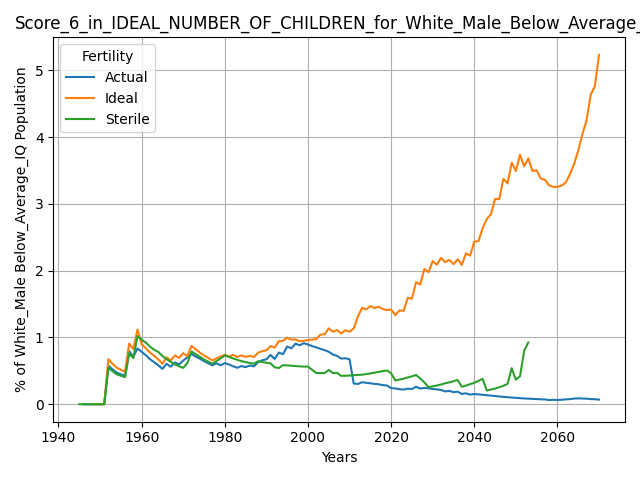 Score_6_in_IDEAL_NUMBER_OF_CHILDREN_for_White_Male_Below_Average_
Fertility
Actual
Ideal
Sterile
% of White_Male Below_Average_IQ Population
5
4
3
2
1
0
1940 1960 1980 2000 2020 2040 2060
Years